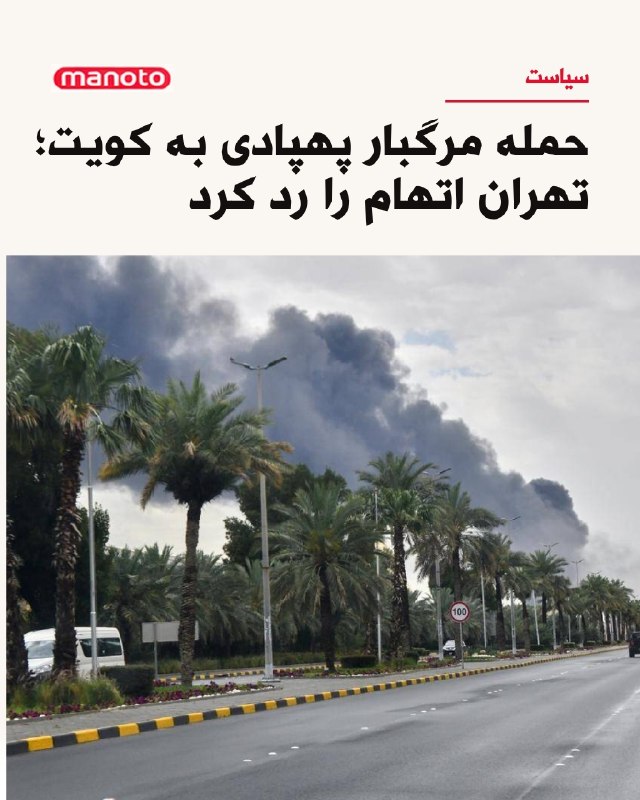 manoto
سیاست
حمله مرگبار پهپادی به کویت؛
تهران اتهام را رد کرد
100